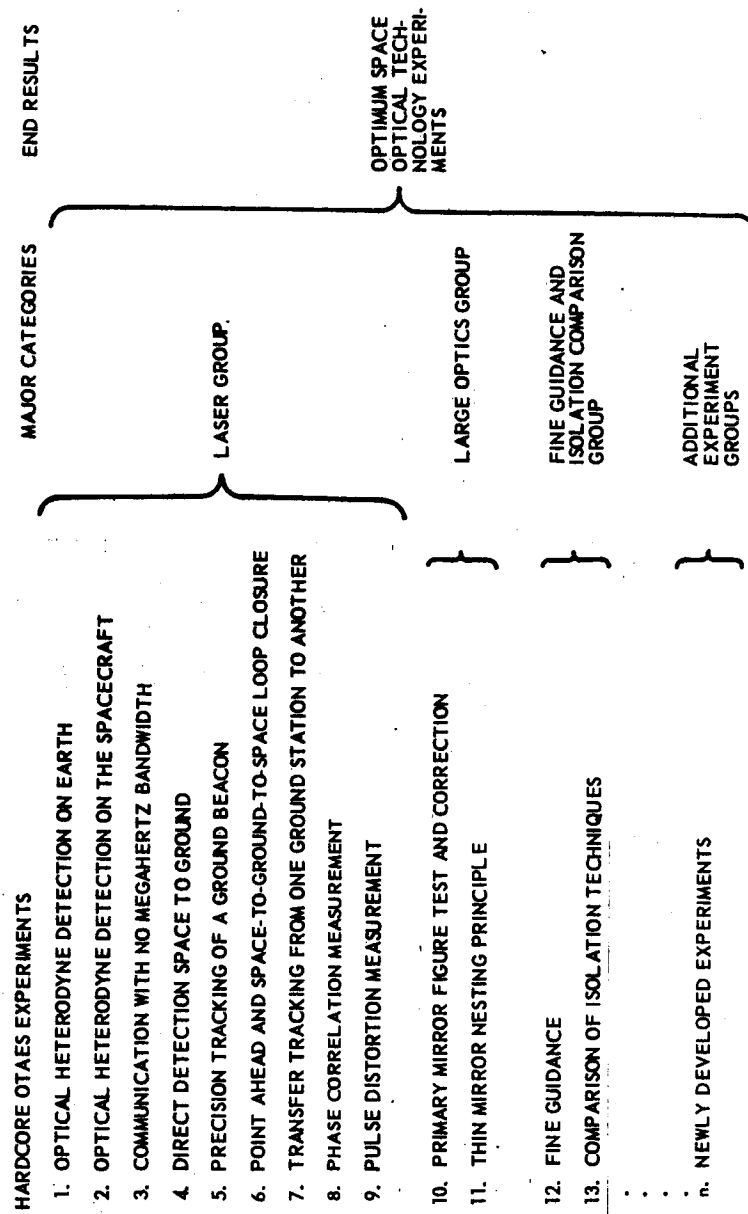 HARDCORE OTAES EXPERIMENTS
1. OPTICAL HETERODYNE DETECTION ON EARTH
2. OPTICAL HETERODYNE DETECTION ON THE SPACECRAFT
3. COMMUNICATION WITH NO MEGAHERTZ BANDWIDTH
4. DIRECT DETECTION SPACE TO GROUND
5. PRECISION TRACKING OF A GROUND BEACON
6. POINT AHEAD AND SPACE-TO-GROUND-TO-SPACE LOOP CLOSURE
7. TRANSFER TRACKING FROM ONE GROUND STATION TO ANOTHER
8. PHASE CORRELATION MEASUREMENT
9. PULSE DISTORTION MEASUREMENT
10. PRIMARY MIRROR FIGURE TEST AND CORRECTION
11. THIN MIRROR NESTING PRINCIPLE
12. FINE GUIDANCE
13. COMPARISON OF ISOLATION TECHNIQUES
.
.
.
n. NEWLY DEVELOPED EXPERIMENTS
MAJOR CATEGORIES
LASER GROUP.
LARGE OPTICS GROUP
FINE GUIDANCE AND
ISOLATION COMPARISON
GROUP
ADDITIONAL
EXPERIMENT
GROUPS
END RESULTS
OPTIMUM SPACE
OPTICAL TECH-
NOLOGY EXPERI-
MENTS